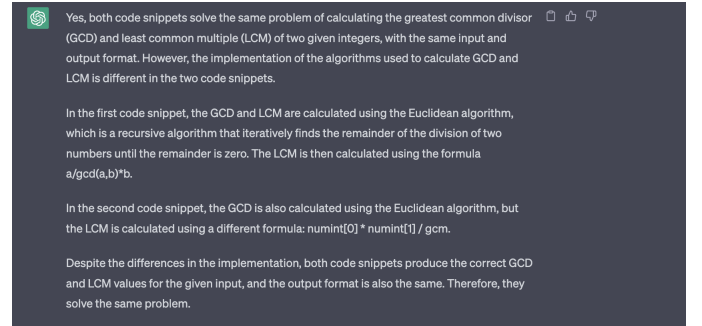 Yes, both code snippets solve the same problem of calculating the greatest common divisor
(GCD) and least common multiple (LCM) of two given integers, with the same input and
output format. However, the implementation of the algorithms used to calculate GCD and
LCM is different in the two code snippets.
In the first code snippet, the GCD and LCM are calculated using the Euclidean algorithm,
which is a recursive algorithm that iteratively finds the remainder of the division of two
numbers until the remainder is zero. The LCM is then calculated using the formula
a/gcd(a,b)*b.
In the second code snippet, the GCD is also calculated using the Euclidean algorithm, but
the LCM is calculated using a different formula: numint[0] * numint[1] / gcm.
Despite the differences in the implementation, both code snippets produce the correct GCD
and LCM values for the given input, and the output format is also the same. Therefore, they
solve the same problem.